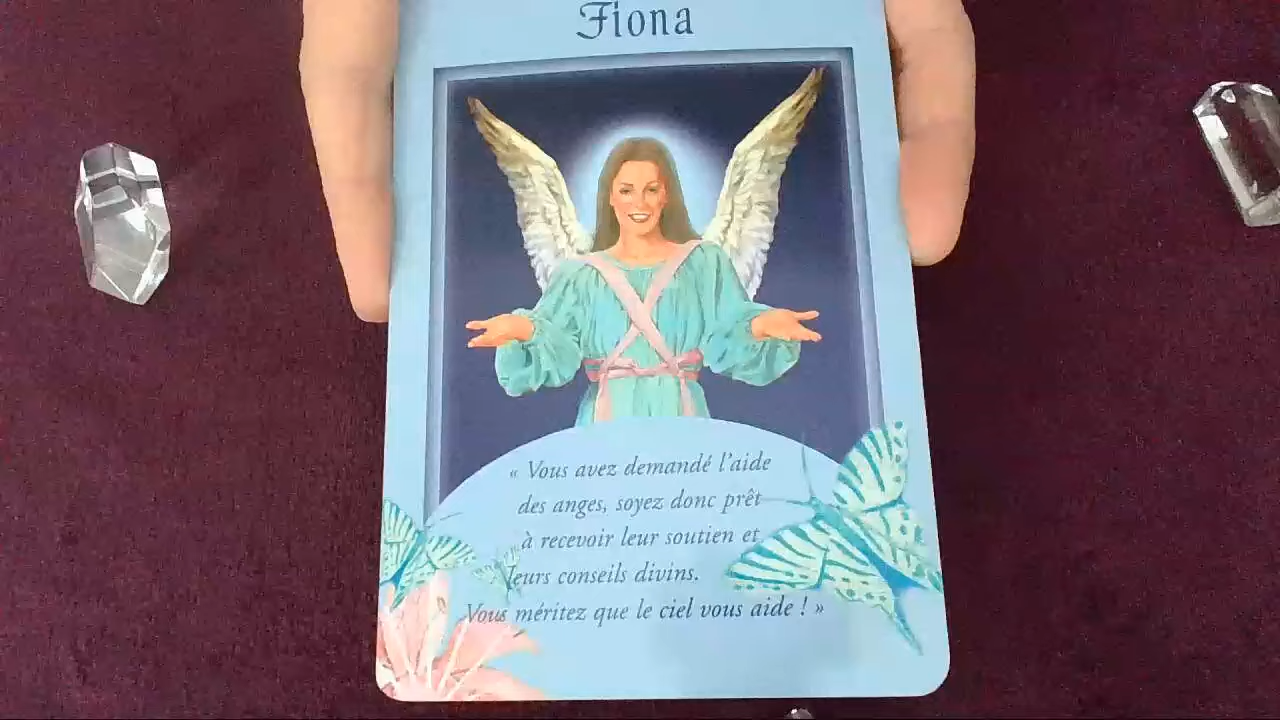 Fiona
« Vous avez demandé l'aide
des anges, soyez donc prêt
à recevoir leur soutien et
leurs conseils divins.
Vous méritez que le ciel vous aide ! »